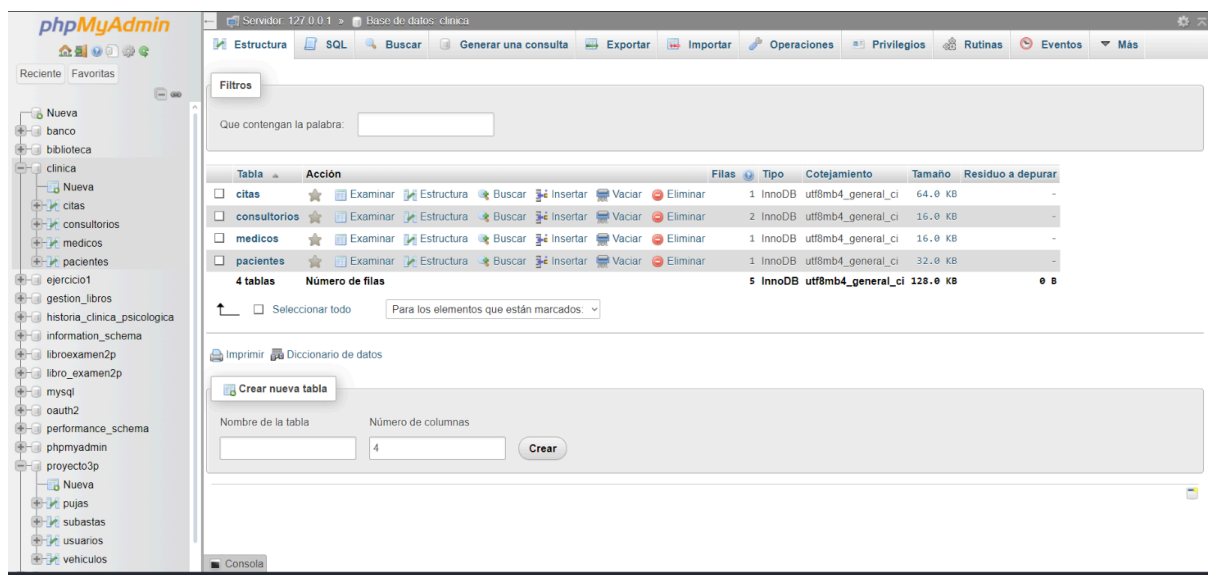 phpMyAdmin
Reciente Favoritas
Nueva
banco
biblioteca
clinica
Nueva
citas
consultorios
medicos
pacientes
ejercicio1
gestion_libros
historia_clinica_psicologica
information_schema
libroexamen2p
libro_examen2p
mysql
oauth2
performance_schema
phpmyadmin
proyecto3p
Nueva
pujas
subastas
usuarios
vehiculos
Servidor: 127.0.0.1 » Base de datos: clinica
Estructura SQL Buscar Generar una consulta Exportar Importar Operaciones Privilegios Rutinas Eventos Más
Filtros
Que contengan la palabra:
Tabla Acción Filas Tipo Cotejamiento Tamaño Residuo a depurar
citas Examinar Estructura Buscar Insertar Vaciar Eliminar 1 InnoDB utf8mb4_general_ci 64.0 KB -
consultorios Examinar Estructura Buscar Insertar Vaciar Eliminar 2 InnoDB utf8mb4_general_ci 16.0 KB -
medicos Examinar Estructura Buscar Insertar Vaciar Eliminar 1 InnoDB utf8mb4_general_ci 16.0 KB -
pacientes Examinar Estructura Buscar Insertar Vaciar Eliminar 1 InnoDB utf8mb4_general_ci 32.0 KB -
4 tablas Número de filas 5 InnoDB utf8mb4_general_ci 128.0 KB 0 B
Seleccionar todo Para los elementos que están marcados:
Imprimir Diccionario de datos
Crear nueva tabla
Nombre de la tabla Número de columnas
4 Crear
Consola